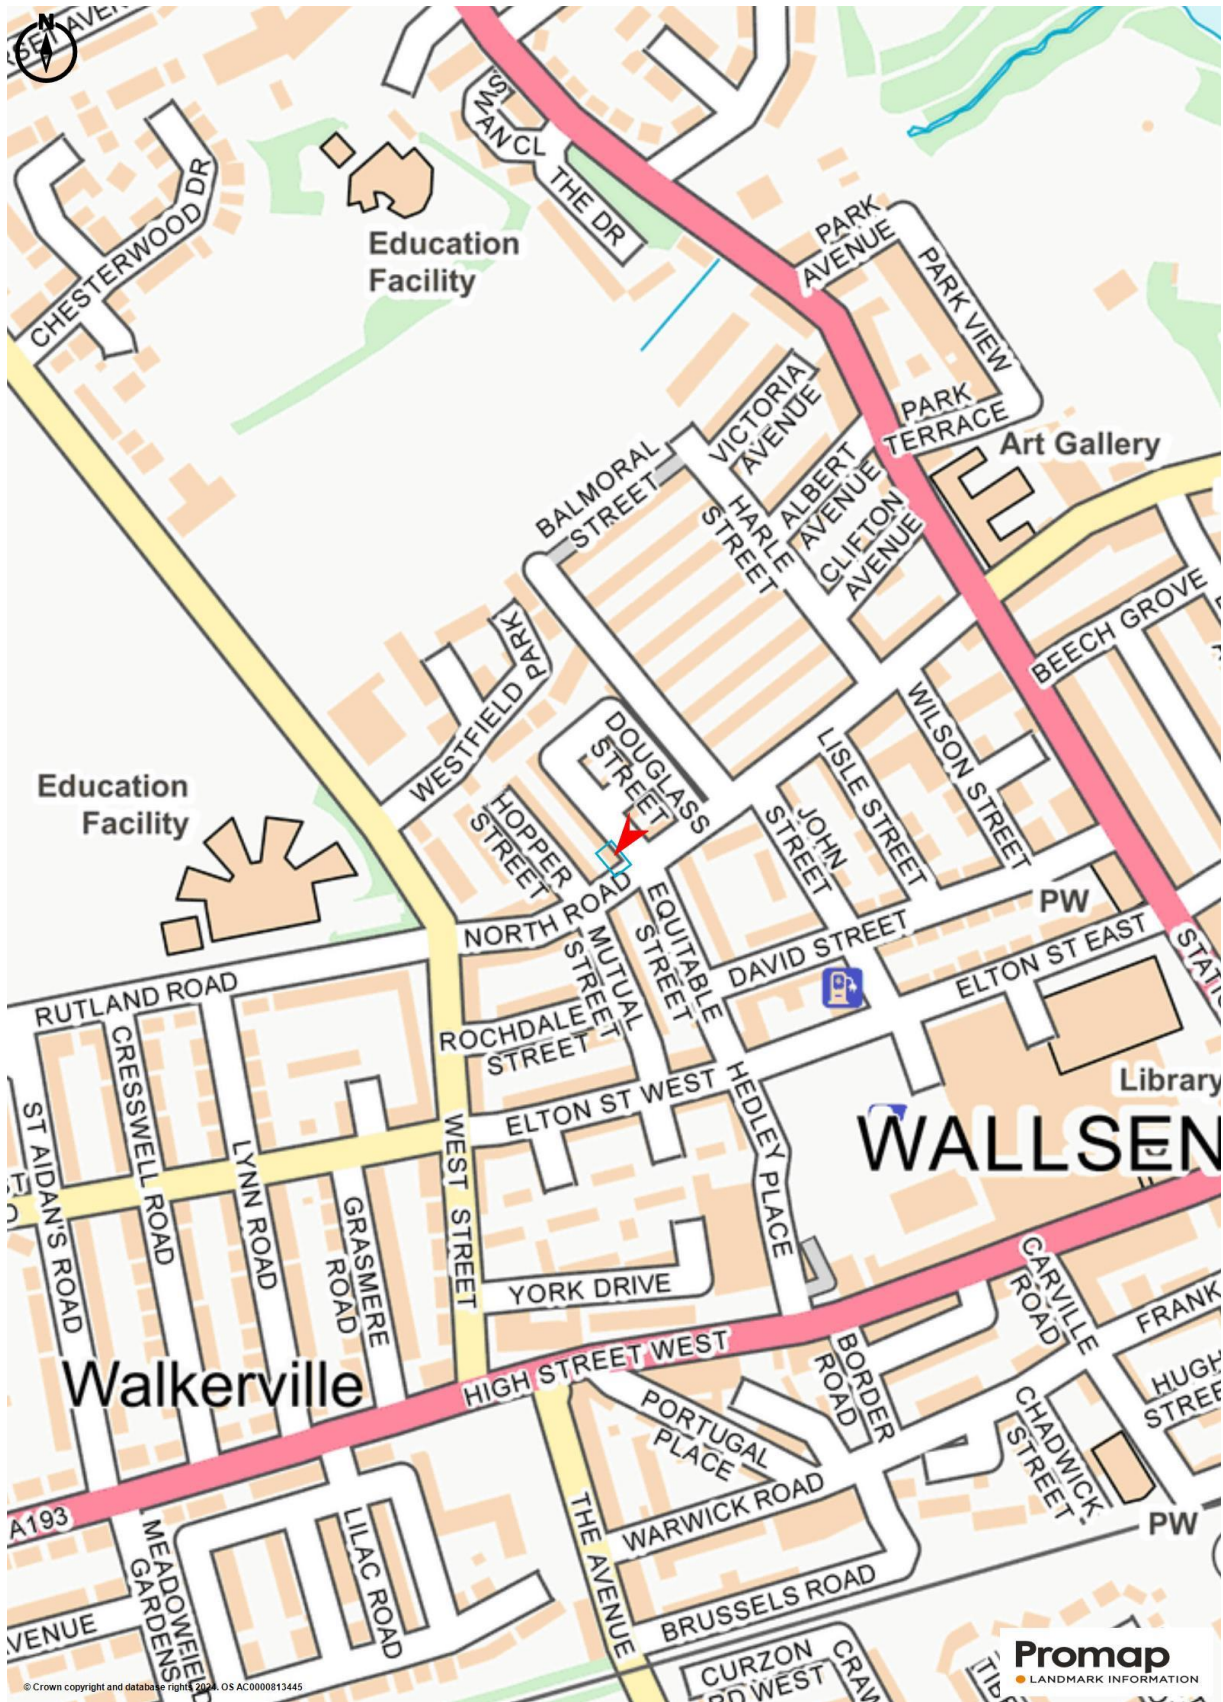 N
CHESTERWOOD DR
Education
Facility
SWAN CL
THE DR
PARK
AVENUE
PARK VIEW
PARK
TERRACE
Art Gallery
VICTORIA
AVENUE
ALBERT
AVENUE
CLIFTON
AVENUE
HARLE
STREET
BALMORAL
STREET
BEECH GROVE
WESTFIELD PARK
DOUGLASS
STREET
HOPPER
STREET
WILSON STREET
LISLE STREET
JOHN
STREET
Education
Facility
NORTH ROAD
EQUITABLE
STREET
MUTUAL
STREET
DAVID STREET
PW
ELTON ST EAST
RUTLAND ROAD
ROCHDALE
STREET
ELTON ST WEST
HEDLEY PLACE
Library
WALLSEN
ST AIDAN'S ROAD
CRESSWELL ROAD
LYNN ROAD
GRASMERE
ROAD
WEST STREET
YORK DRIVE
HIGH STREET WEST
Walkerville
CARVILLE
ROAD
FRANK
HUGH
STREE
BORDER
ROAD
PORTUGAL
PLACE
CHADWICK
STREET
WARWICK ROAD
PW
A193
MEADOWFIELD
GARDENS
LILAC ROAD
THE AVENUE
BRUSSELS ROAD
VENUE
CURZON
RD WEST
CRAW
Promap
LANDMARK INFORMATION
© Crown copyright and database rights 2024. OS AC0000813445